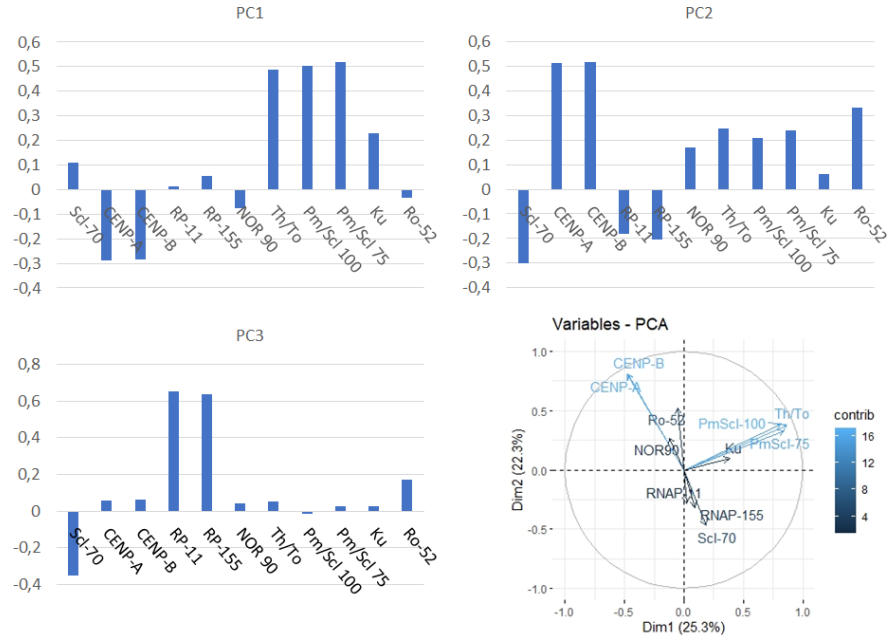 PC1
0,6
0,5
0,4
0,3
0,2
0,1
0
-0,1
-0,2
-0,3
-0,4
Scl-70
CENP-A
CENP-B
RP-11
RP-155
NOR 90
Th/To
Pm/Scl 100
Pm/Scl 75
Ku
Ro-52
PC2
0,6
0,5
0,4
0,3
0,2
0,1
0
-0,1
-0,2
-0,3
-0,4
Scl-70
CENP-A
CENP-B
RP-11
RP-155
NOR 90
Th/To
Pm/Scl 100
Pm/Scl 75
Ku
Ro-52
PC3
0,8
0,6
0,4
0,2
0
-0,2
-0,4
Scl-70
CENP-A
CENP-B
RP-11
RP-155
NOR 90
Th/To
Pm/Scl 100
Pm/Scl 75
Ku
Ro-52
Variables - PCA
Dim2 (22.3%)
1.0
0.5
0.0
-0.5
-1.0
CENP-B
CENP-A
Ro-52
NOR90
PmScl-100
Th/To
PmScl-75
Ku
RNAP-11
RNAP-155
Scl-70
-1.0 -0.5 0.0 0.5 1.0
Dim1 (25.3%)
contrib
16
12
8
4